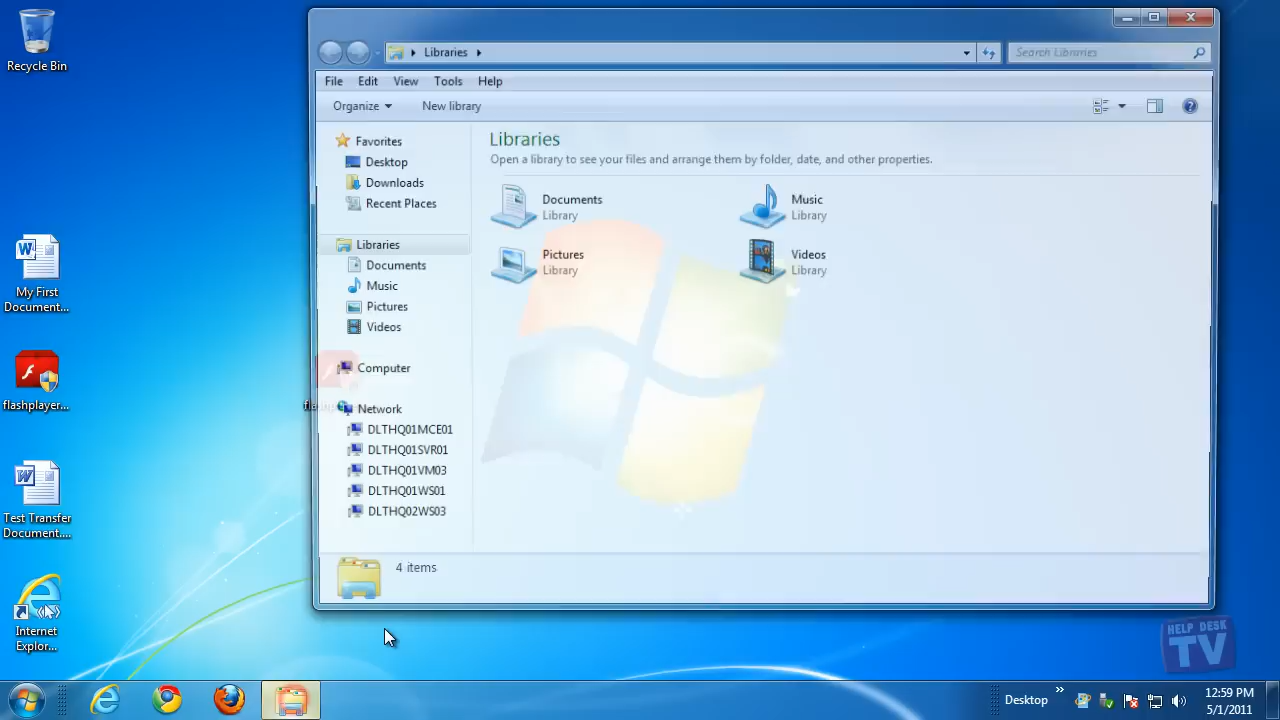 Recycle Bin
My First
Document...
flashplayer...
Test Transfer
Document....
Internet
Explor...
Libraries
Search Libraries
File Edit View Tools Help
Organize New library
Favorites
Desktop
Downloads
Recent Places
Libraries
Documents
Music
Pictures
Videos
Computer
Network
DLTHQ01MCE01
DLTHQ01SVR01
DLTHQ01VM03
DLTHQ01WS01
DLTHQ02WS03
Libraries
Open a library to see your files and arrange them by folder, date, and other properties.
Documents
Library
Music
Library
Pictures
Library
Videos
Library
4 items
HELP DESK
TV
Desktop
12:59 PM
5/1/2011